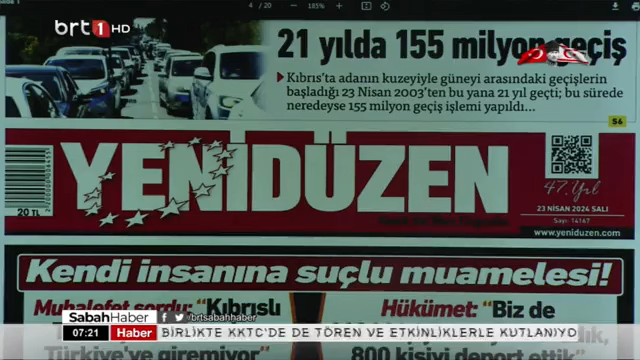 4 / 20
185%
brt 1 HD
21 yılda 155 milyon geçiş
Kıbrıs'ta adanın kuzeyiyle güneyi arasındaki geçişlerin
başladığı 23 Nisan 2003'ten bu yana 21 yıl geçti; bu sürede
neredeyse 155 milyon geçiş işlemi yapıldı...
S6
YENİDÜZEN
20 TL
47. Yıl
23 NİSAN 2024 SALI
Sayı: 14167
www.yeniduzen.com
Kendi insanına suçlu muamelesi!
Muhalefet sordu: “Kıbrıslı
Hükümet: “Biz de
Türkiye'ye giremiyor”
800 kişiyi deport ettik”
SabahHaber
/brtsabahhaber
07:21
Haber
BİRLİKTE KKTC'DE DE TÖREN VE ETKİNLİKLERLE KUTLANIYO